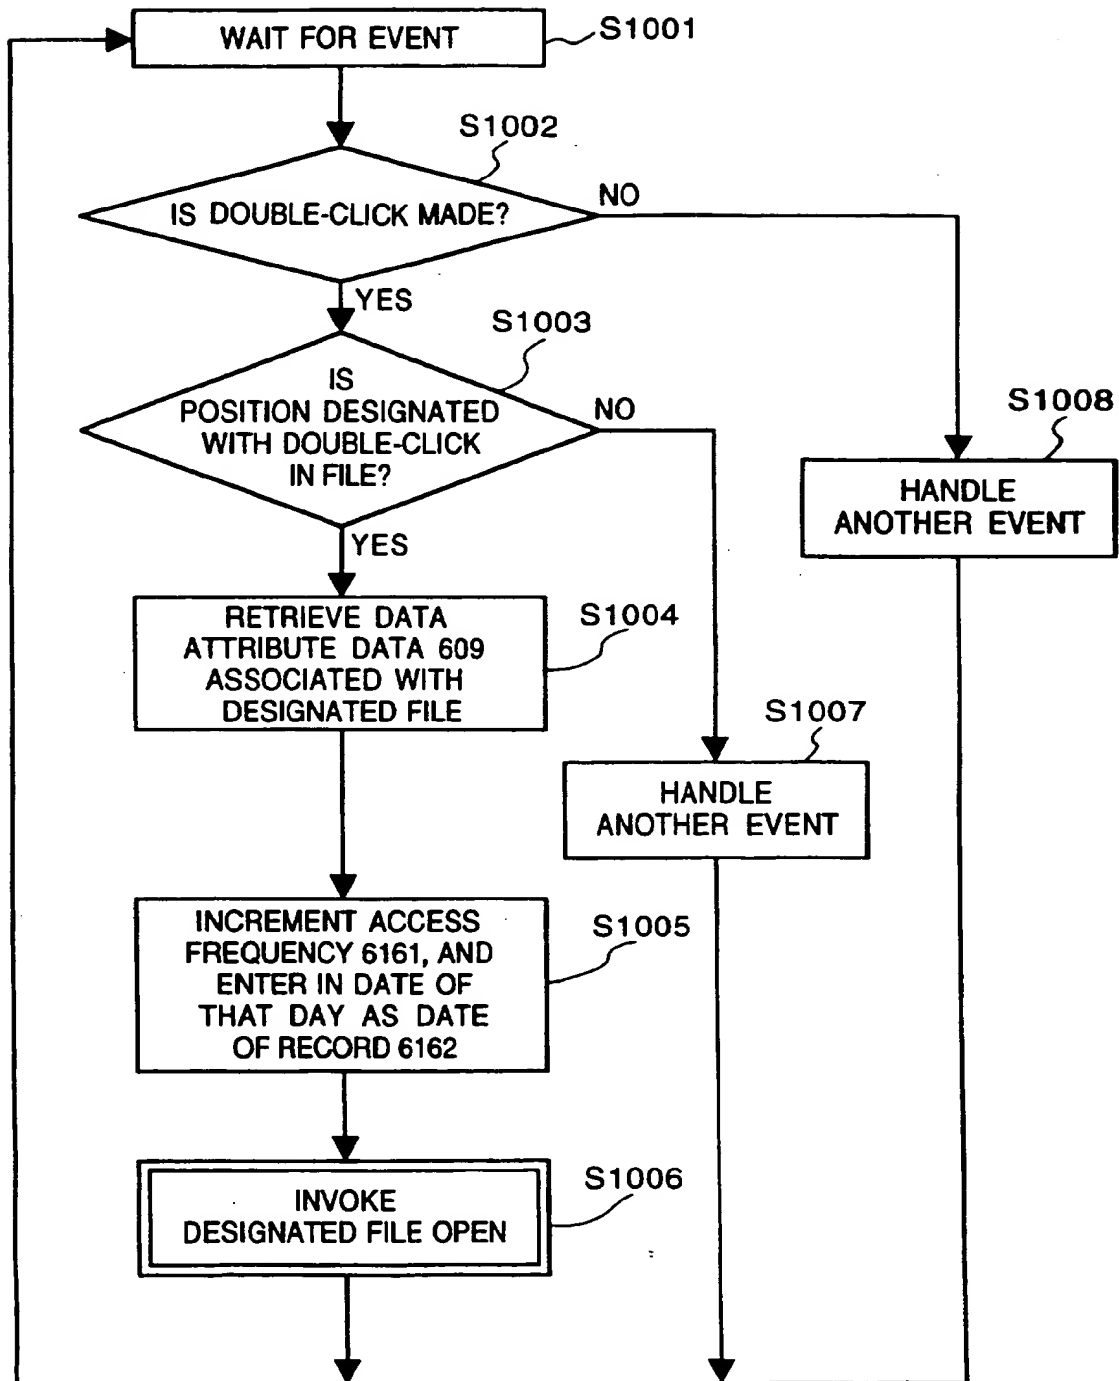 WAIT FOR EVENT
S1001
S1002
IS DOUBLE-CLICK MADE?
NO
YES
S1003
IS
POSITION DESIGNATED
WITH DOUBLE-CLICK
IN FILE?
NO
YES
S1008
HANDLE
ANOTHER EVENT
RETRIEVE DATA
ATTRIBUTE DATA 609
ASSOCIATED WITH
DESIGNATED FILE
S1004
S1007
HANDLE
ANOTHER EVENT
INCREMENT ACCESS
FREQUENCY 6161, AND
ENTER IN DATE OF
THAT DAY AS DATE
OF RECORD 6162
S1005
INVOKE
DESIGNATED FILE OPEN
S1006